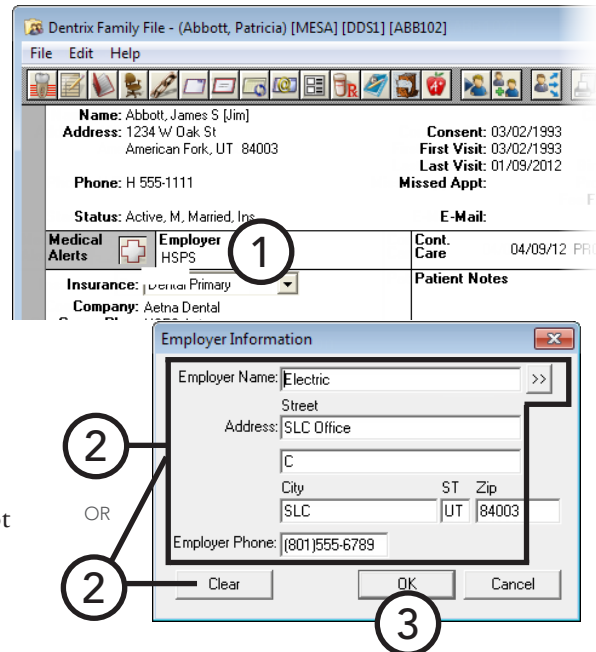 Dentrix Family File - (Abbott, Patricia) [MESA] [DDS1] [ABB102]
File Edit Help
Name: Abbott, James S [Jim]
Address: 1234 W Oak St
American Fork, UT 84003
Phone: H 555-1111
Status: Active, M, Married, Ins
Consent: 03/02/1993
First Visit: 03/02/1993
Last Visit: 01/09/2012
Missed Appt:
E-Mail:
Medical Alerts
Employer
HSPS
1
Cont. Care
04/09/12 PRO
Insurance: Dental Primary
Patient Notes
Company: Aetna Dental
Employer Information
Employer Name: Electric >>
Street
Address: SLC Office
C
2
City ST Zip
SLC UT 84003
OR
Employer Phone: (801)555-6789
2
Clear OK Cancel
3